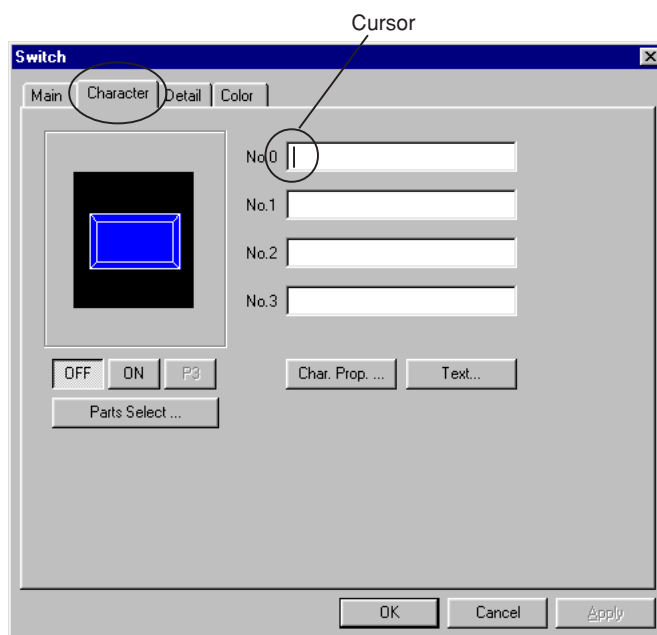 Cursor
Switch
Main Character Detail Color
No.0
No.1
No.2
No.3
OFF ON P3 Char. Prop. ... Text...
Parts Select ...
OK Cancel Apply